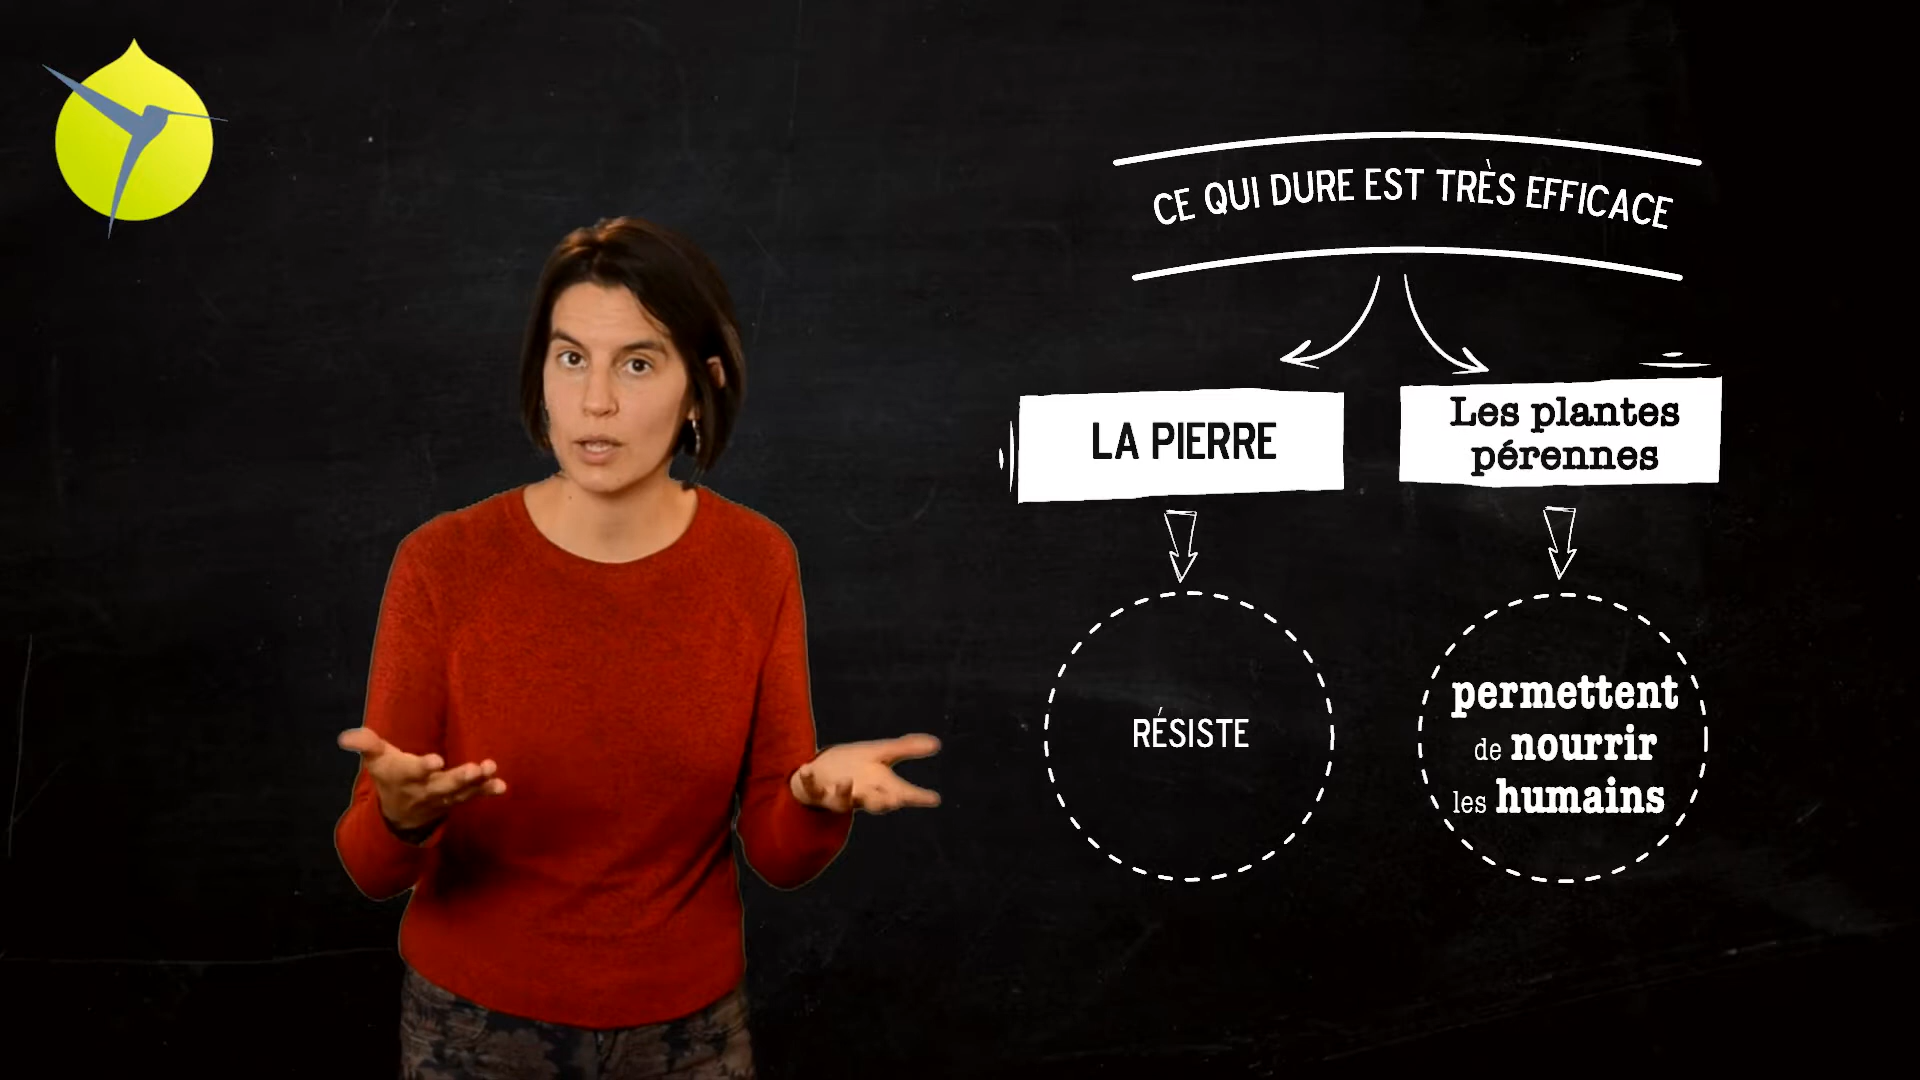 CE QUI DURE EST TRÈS EFFICACE
LA PIERRE
Les plantes
pérennes
RÉSISTE
permettent
de nourrir
les humains